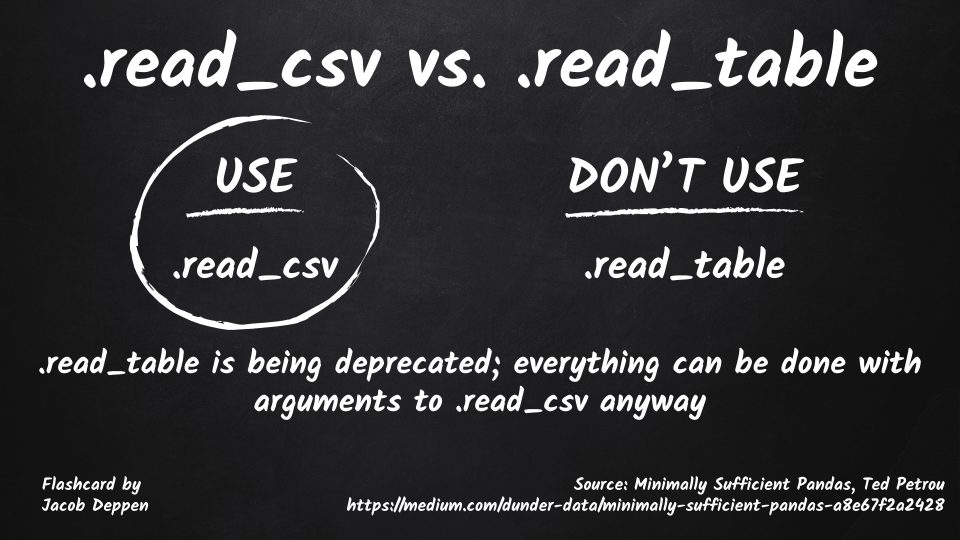 .read_csv vs. .read_table
USE
.read_csv
DON'T USE
.read_table
.read_table is being deprecated; everything can be done with
arguments to .read_csv anyway
Flashcard by
Jacob Deppen
Source: Minimally Sufficient Pandas, Ted Petrou
https://medium.com/dunder-data/minimally-sufficient-pandas-a8e67f2a2428